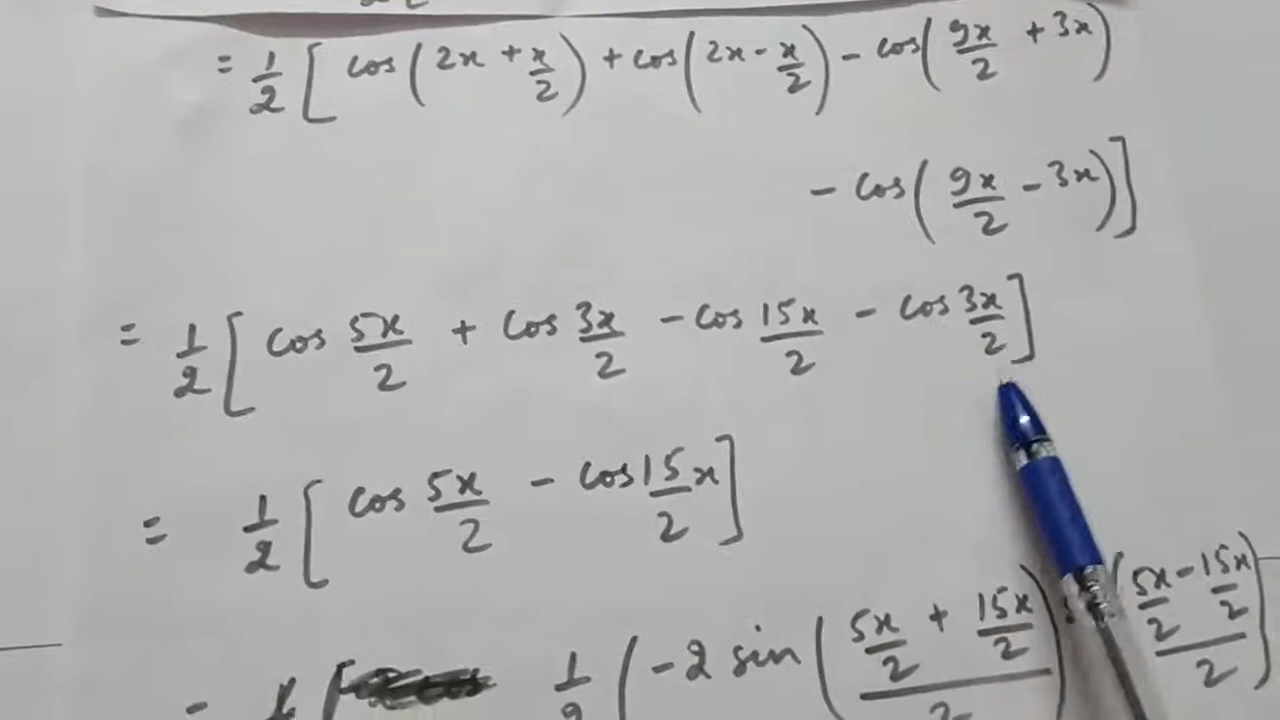 = 1/2 [ cos(2x + x/2) + cos(2x - x/2) - cos(9x/2 + 3x)
- cos(9x/2 - 3x)]
= 1/2 [ cos 5x/2 + cos 3x/2 - cos 15x/2 - cos 3x/2 ]
= 1/2 [ cos 5x/2 - cos 15x/2 ]
1/2 ( -2 sin ( (5x/2 + 15x/2)/2 ) (5x/2 - 15x/2)/2 )